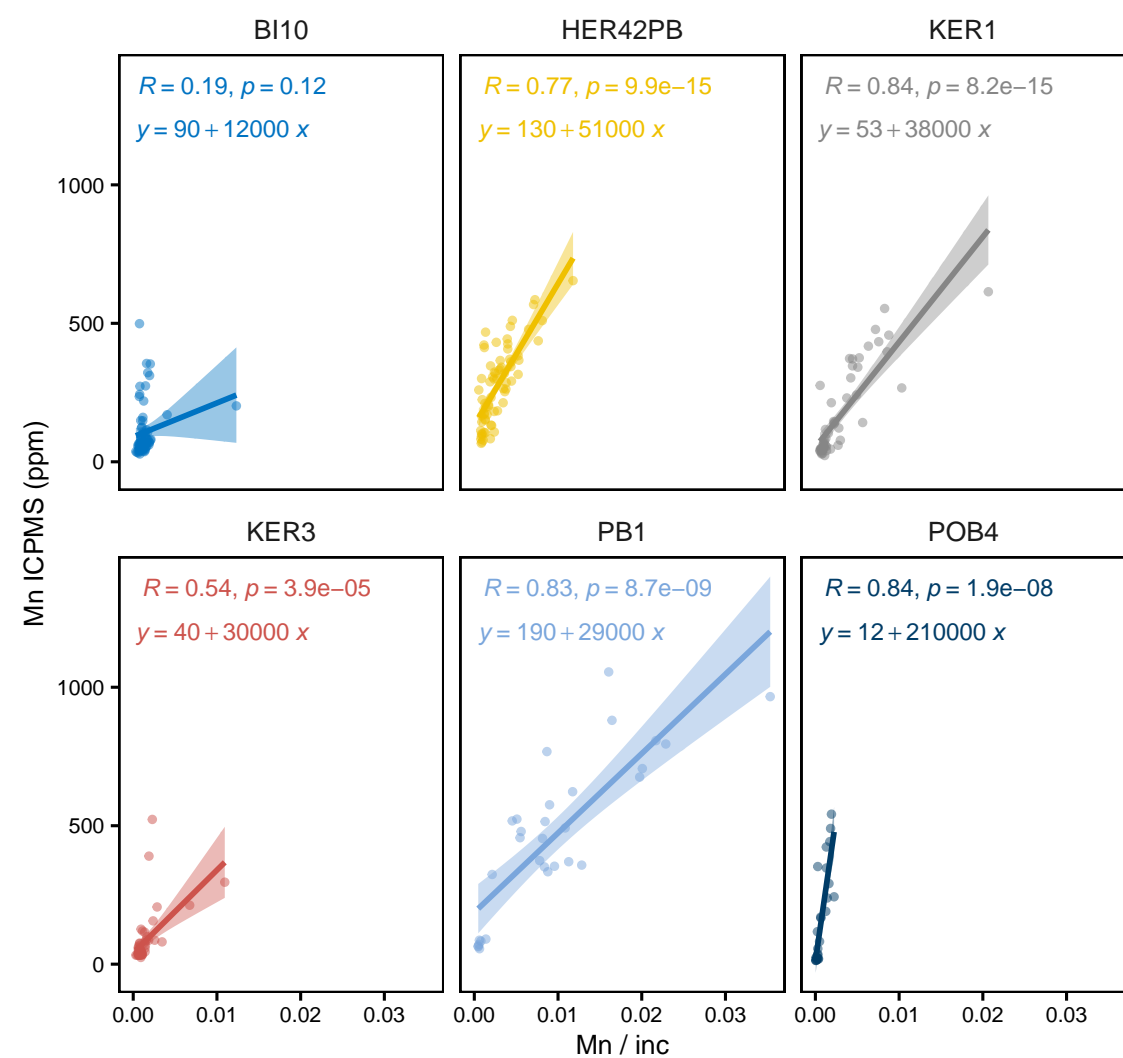 BI10 HER42PB KER1
R = 0.19, p = 0.12 R = 0.77, p = 9.9e−15 R = 0.84, p = 8.2e−15
y = 90 + 12000 x y = 130 + 51000 x y = 53 + 38000 x
1000
500
0
Mn ICPMS (ppm)
KER3 PB1 POB4
R = 0.54, p = 3.9e−05 R = 0.83, p = 8.7e−09 R = 0.84, p = 1.9e−08
y = 40 + 30000 x y = 190 + 29000 x y = 12 + 210000 x
1000
500
0
0.00 0.01 0.02 0.03 0.00 0.01 0.02 0.03 0.00 0.01 0.02 0.03
Mn / inc